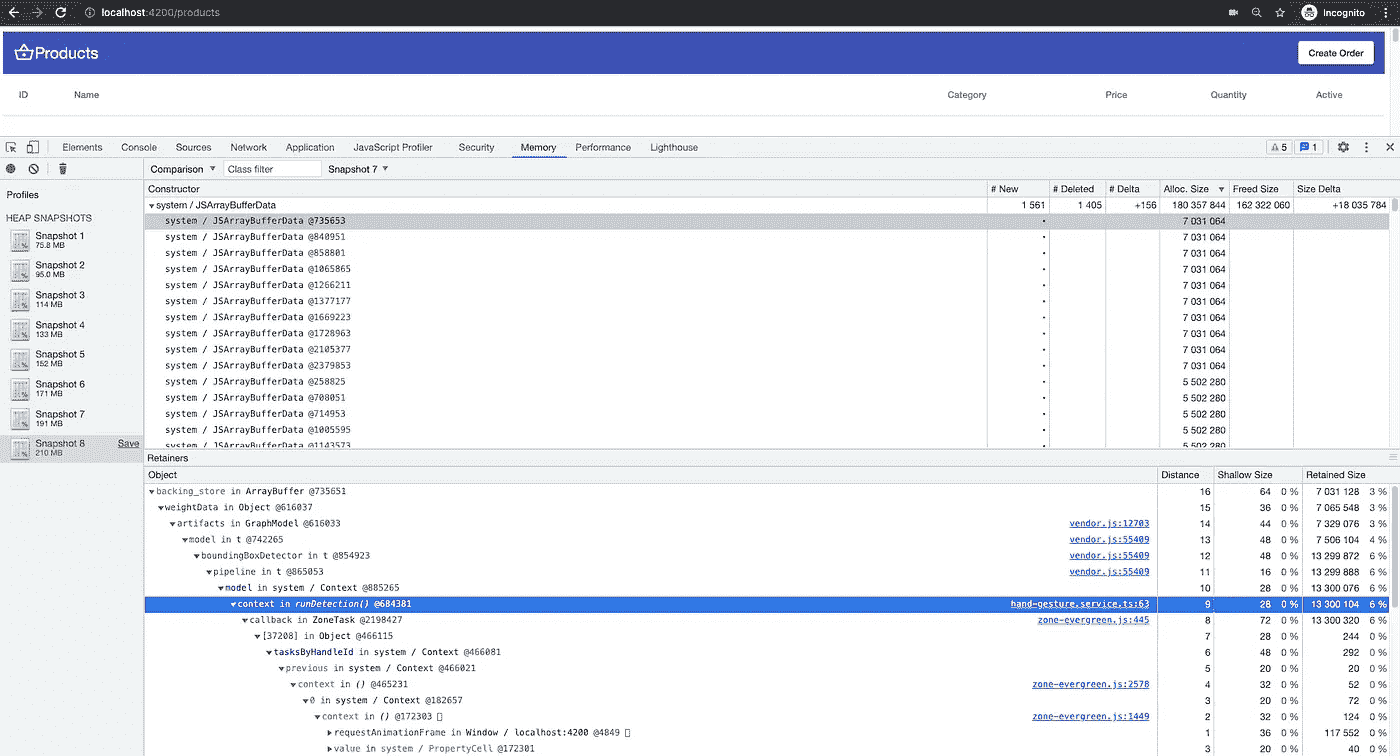 localhost:4200/products
Incognito
Products
Create Order
ID Name Category Price Quantity Active
Elements Console Sources Network Application JavaScript Profiler Security Memory Performance Lighthouse 5 1
Comparison ▼ Class filter Snapshot 7 ▼
Profiles
HEAP SNAPSHOTS
Snapshot 1
75.8 MB
Snapshot 2
95.0 MB
Snapshot 3
114 MB
Snapshot 4
133 MB
Snapshot 5
152 MB
Snapshot 6
171 MB
Snapshot 7
191 MB
Snapshot 8 Save
210 MB
Constructor # New # Deleted # Delta Alloc. Size ▼ Freed Size Size Delta
▼system / JSArrayBufferData 1 561 1 405 +156 180 357 844 162 322 060 +18 035 784
system / JSArrayBufferData @735653 • 7 031 064
system / JSArrayBufferData @840951 • 7 031 064
system / JSArrayBufferData @858801 • 7 031 064
system / JSArrayBufferData @1065865 • 7 031 064
system / JSArrayBufferData @1266211 • 7 031 064
system / JSArrayBufferData @1377177 • 7 031 064
system / JSArrayBufferData @1669223 • 7 031 064
system / JSArrayBufferData @1728963 • 7 031 064
system / JSArrayBufferData @2105377 • 7 031 064
system / JSArrayBufferData @2379853 • 7 031 064
system / JSArrayBufferData @258825 • 5 502 280
system / JSArrayBufferData @708051 • 5 502 280
system / JSArrayBufferData @714953 • 5 502 280
system / JSArrayBufferData @1005595 • 5 502 280
system / JSArrayBufferData @1143573 • 5 502 280
Retainers
Object Distance Shallow Size Retained Size
▼backing_store in ArrayBuffer @735651 16 64 0 % 7 031 128 3 %
▼weightData in Object @616037 15 36 0 % 7 065 548 3 %
▼artifacts in GraphModel @616033 vendor.js:12703 14 44 0 % 7 329 076 3 %
▼model in t @742265 vendor.js:55409 13 48 0 % 7 506 104 4 %
▼boundingBoxDetector in t @854923 vendor.js:55409 12 48 0 % 13 299 872 6 %
▼pipeline in t @865053 vendor.js:55409 11 16 0 % 13 299 888 6 %
▼model in system / Context @885265 10 28 0 % 13 300 076 6 %
▼context in runDetection() @684381 hand-gesture.service.ts:63 9 28 0 % 13 300 104 6 %
▼callback in ZoneTask @2198427 zone-evergreen.js:445 8 72 0 % 13 300 320 6 %
▼[37208] in Object @466115 7 28 0 % 244 0 %
▼tasksByHandleId in system / Context @466081 6 48 0 % 292 0 %
▼previous in system / Context @466021 5 20 0 % 20 0 %
▼context in () @465231 zone-evergreen.js:2578 4 32 0 % 52 0 %
▼0 in system / Context @182657 3 20 0 % 72 0 %
▼context in () @172303 zone-evergreen.js:1449 2 32 0 % 124 0 %
▶requestAnimationFrame in Window / localhost:4200 @4849 1 36 0 % 117 552 0 %
▶value in system / PropertyCell @172301 3 20 0 % 40 0 %